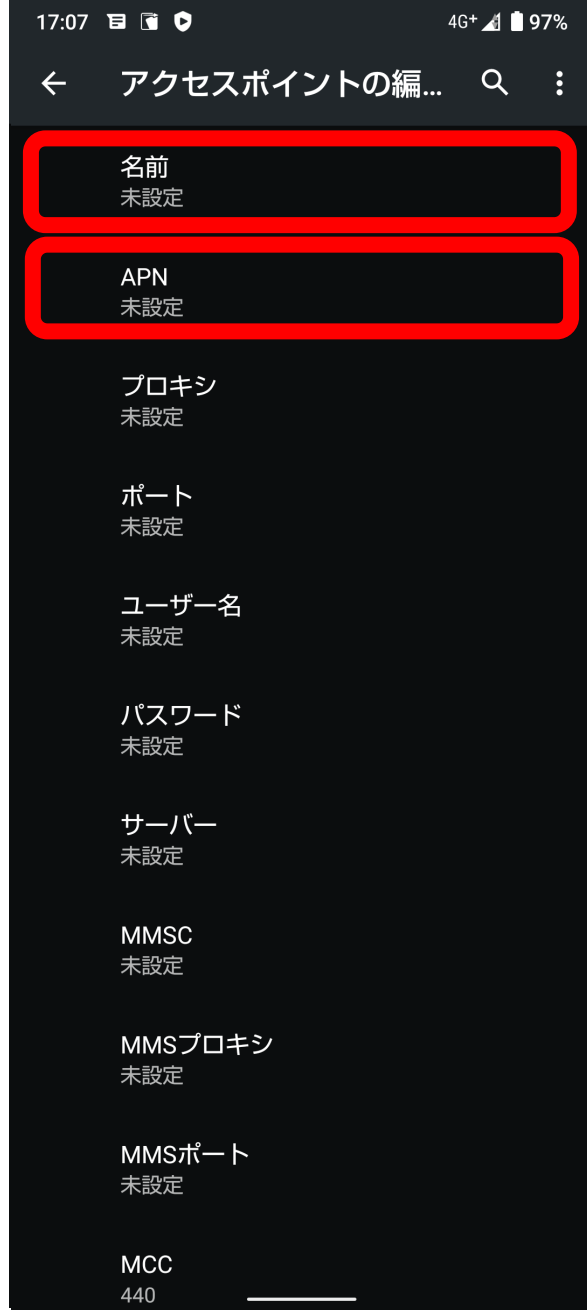 17:07 4G+ 97%
アクセスポイントの編...
名前
未設定
APN
未設定
プロキシ
未設定
ポート
未設定
ユーザー名
未設定
パスワード
未設定
サーバー
未設定
MMSC
未設定
MMSプロキシ
未設定
MMSポート
未設定
MCC
440